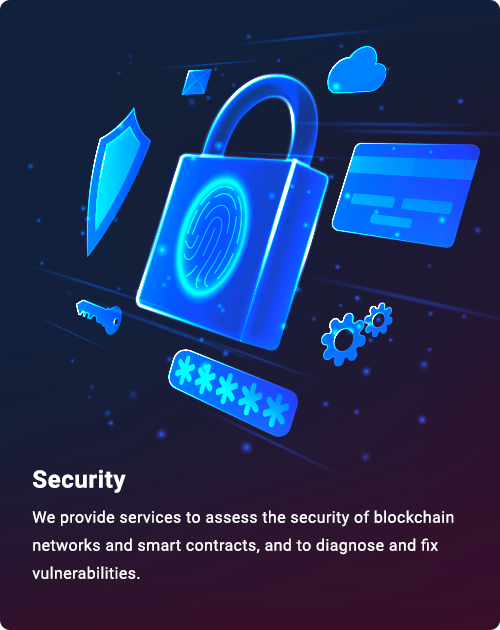 *****
Security
We provide services to assess the security of blockchain
networks and smart contracts, and to diagnose and fix
vulnerabilities.